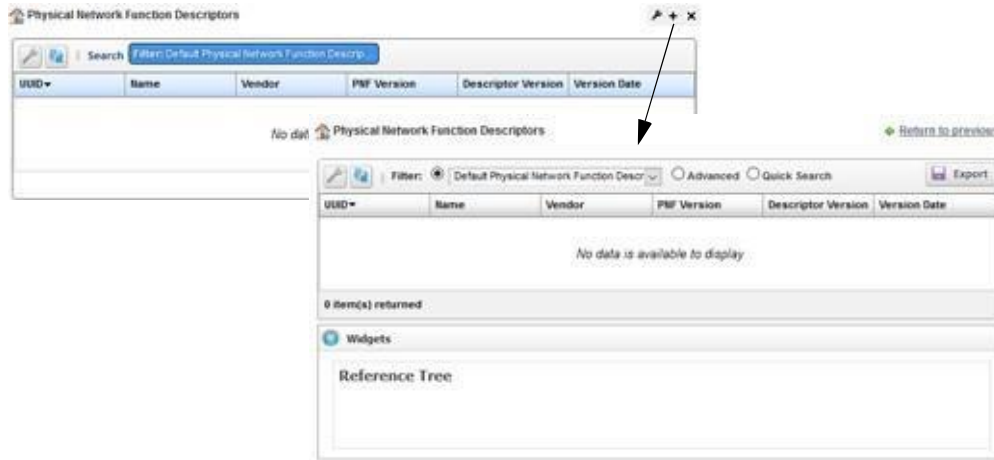 Physical Network Function Descriptors
Search Filter: Default Physical Network Function Descrip...
UUID Name Vendor PNF Version Descriptor Version Version Date
No dat
Physical Network Function Descriptors
Return to previous
Filter: Default Physical Network Function Descr Advanced Quick Search Export
UUID Name Vendor PNF Version Descriptor Version Version Date
No data is available to display
0 item(s) returned
Widgets
Reference Tree